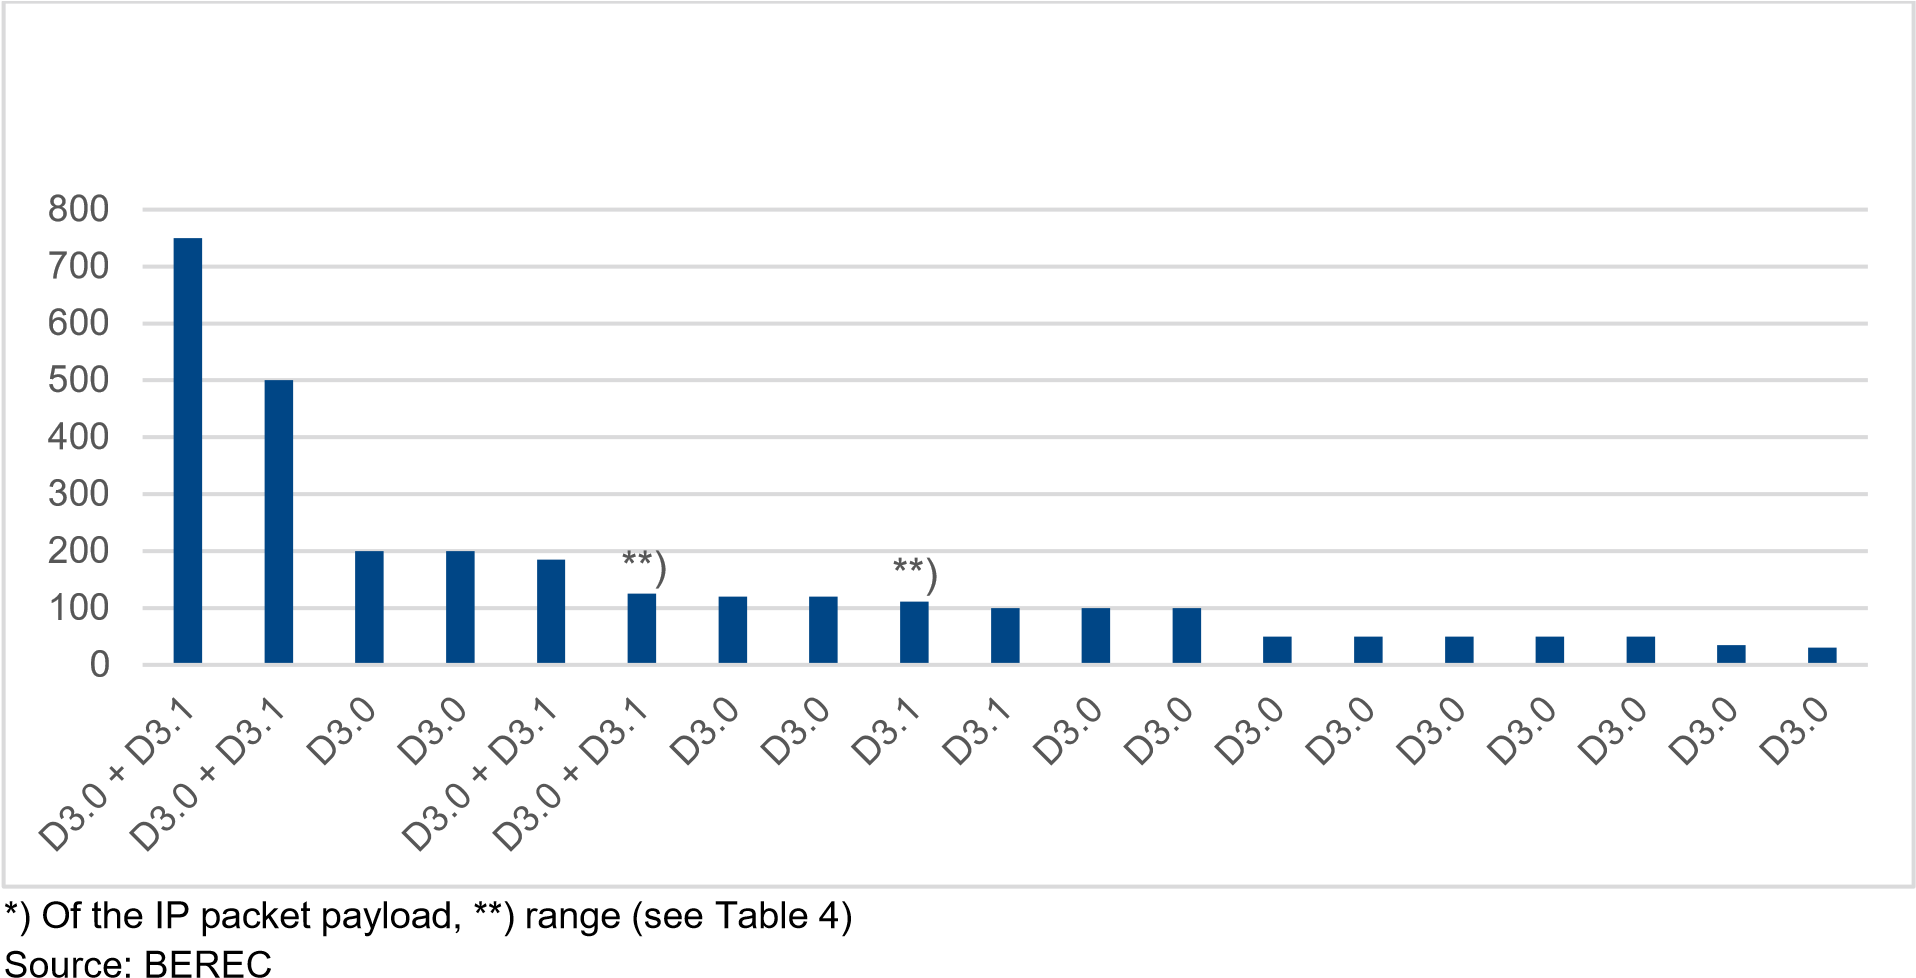 800
700
600
500
400
300
200
100
0
**)
**)
D3.0 + D3.1
D3.0 + D3.1
D3.0
D3.0
D3.0 + D3.1
D3.0 + D3.1
D3.0
D3.0
D3.1
D3.1
D3.0
D3.0
D3.0
D3.0
D3.0
D3.0
D3.0
D3.0
D3.0
*) Of the IP packet payload, **) range (see Table 4)
Source: BEREC